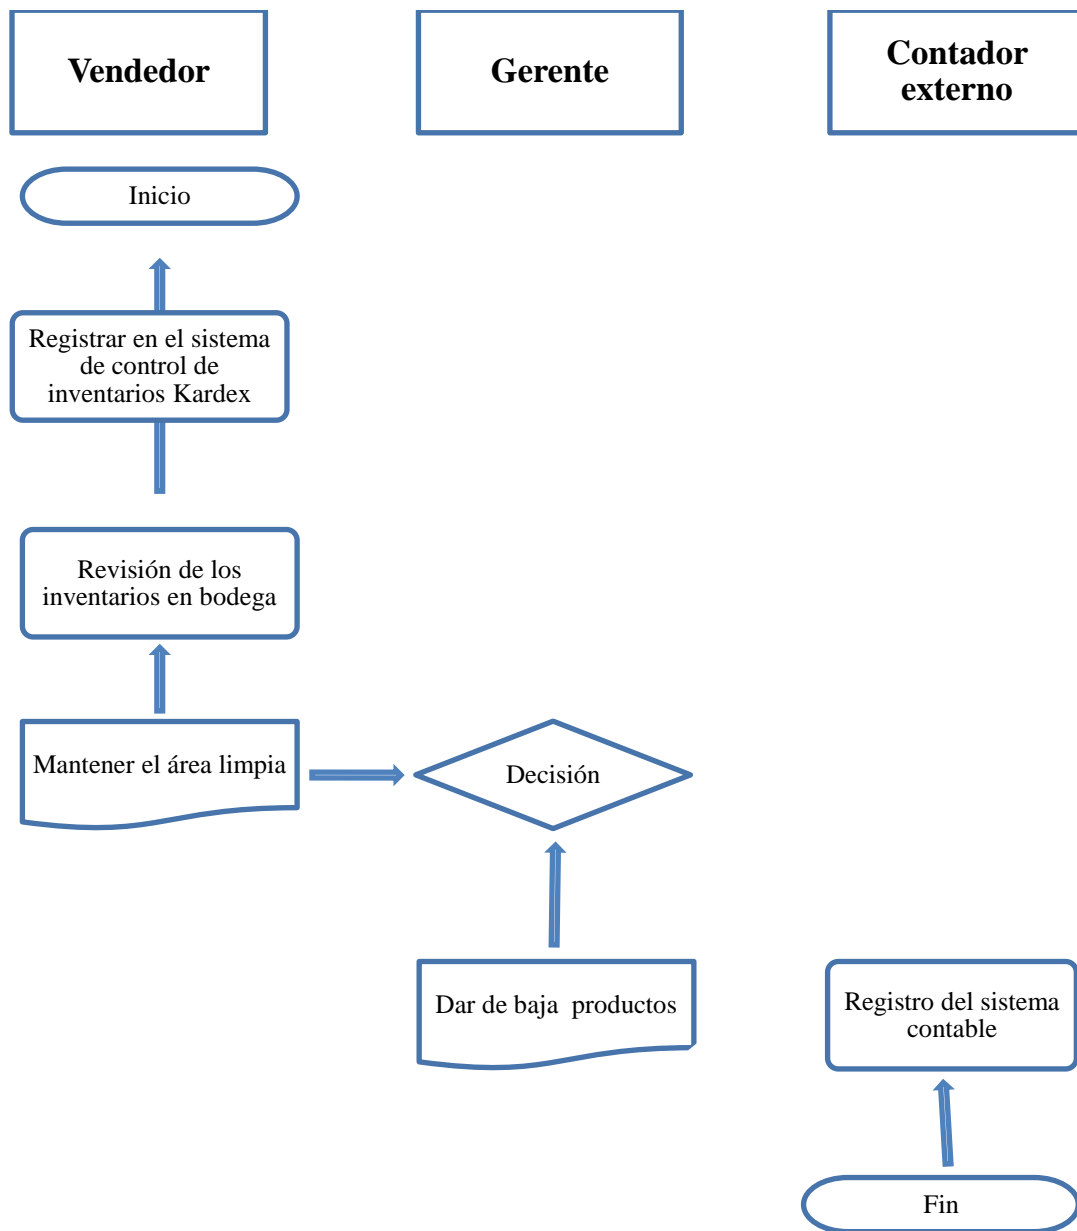 Vendedor
Gerente
Contador
externo
Inicio
Registrar en el sistema
de control de
inventarios Kardex
Revisión de los
inventarios en bodega
Mantener el área limpia
Decisión
Dar de baja  productos
Registro del sistema
contable
Fin